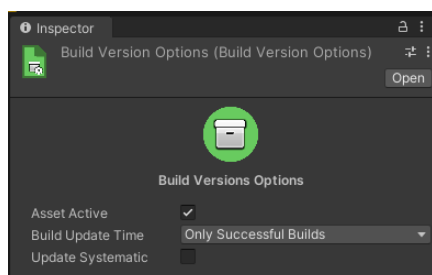 Inspector
Build Version Options (Build Version Options)
Open
Build Versions Options
Asset Active
Build Update Time Only Successful Builds
Update Systematic